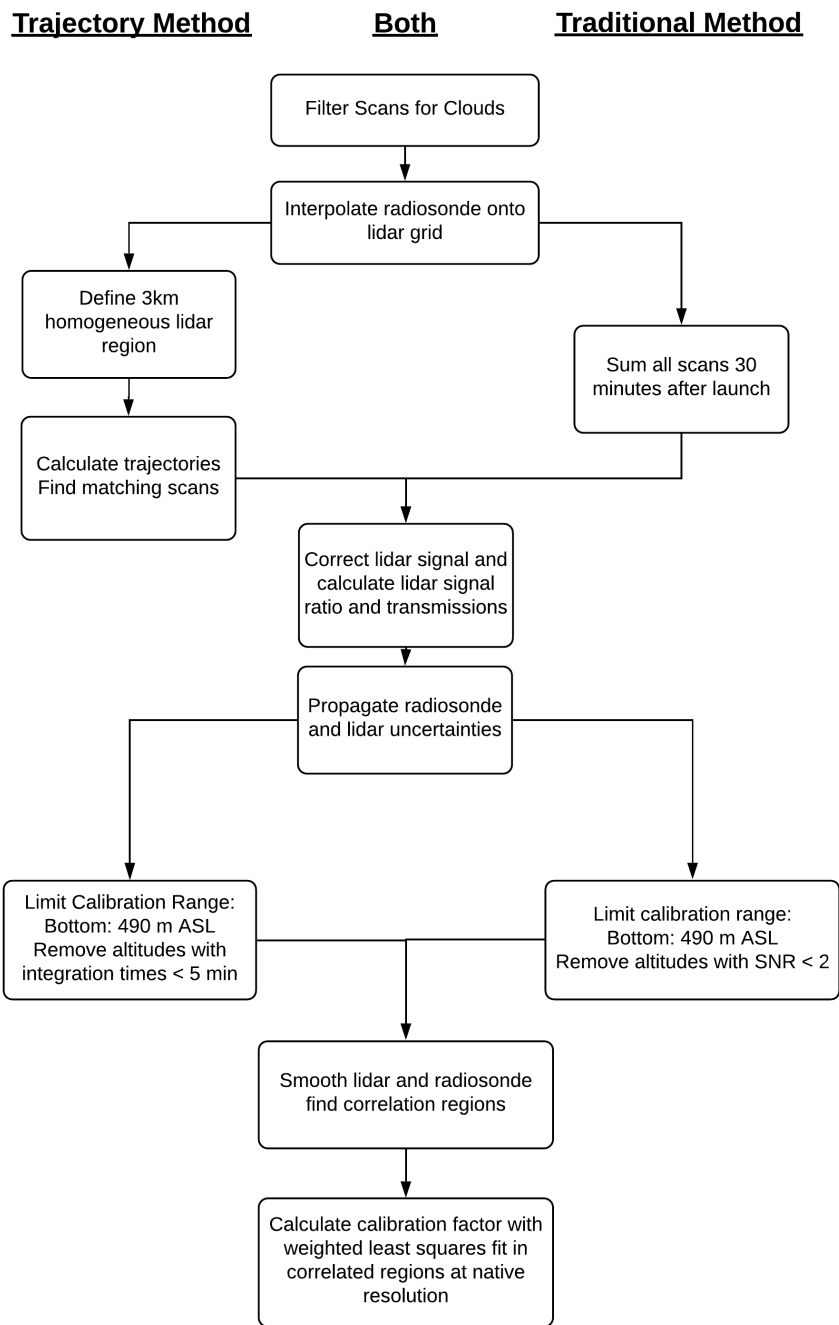 Trajectory Method
Both
Traditional Method
Filter Scans for Clouds
Interpolate radiosonde onto
lidar grid
Define 3km
homogeneous lidar
region
Sum all scans 30
minutes after launch
Calculate trajectories
Find matching scans
Correct lidar signal and
calculate lidar signal
ratio and transmissions
Propagate radiosonde
and lidar uncertainties
Limit Calibration Range:
Bottom: 490 m ASL
Remove altitudes with
integration times < 5 min
Limit calibration range:
Bottom: 490 m ASL
Remove altitudes with SNR < 2
Smooth lidar and radiosonde
find correlation regions
Calculate calibration factor with
weighted least squares fit in
correlated regions at native
resolution